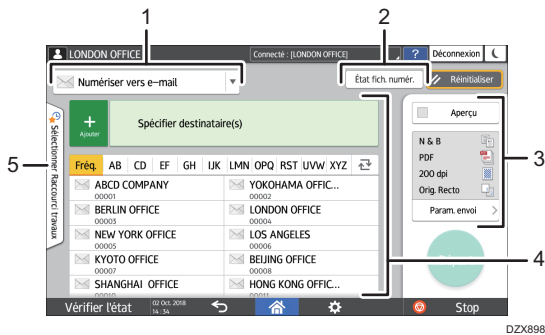 1
2
LONDON OFFICE
Connecté : [LONDON OFFICE]
?
Déconnexion
Numériser vers e-mail
État fich. numér.
Réinitialiser
Sélectionner Raccourci travaux
+
Ajouter
Spécifier destinataire(s)
Aperçu
Fréq. AB CD EF GH IJK LMN OPQ RST UVW XYZ
N & B
PDF
200 dpi
Orig. Recto
Param. envoi
3
5
ABCD COMPANY
00001
YOKOHAMA OFFIC...
00002
BERLIN OFFICE
00003
LONDON OFFICE
00004
NEW YORK OFFICE
00005
LOS ANGELES
00006
KYOTO OFFICE
00007
BEIJING OFFICE
00008
SHANGHAI OFFICE
HONG KONG OFFIC...
4
Vérifier l'état
02 Oct. 2018
14:34
Stop
DZX898